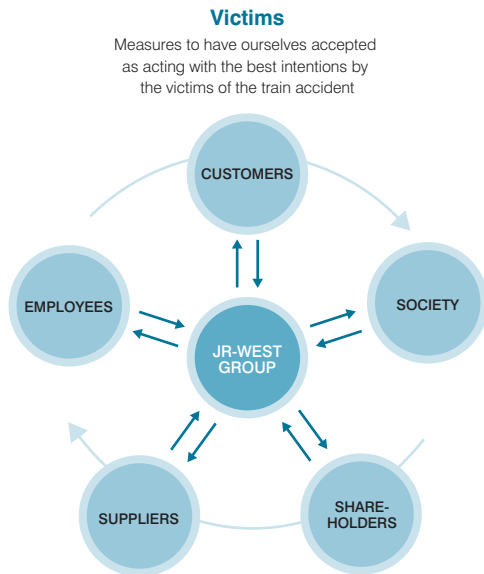 Victims
Measures to have ourselves accepted
as acting with the best intentions by
the victims of the train accident
CUSTOMERS
EMPLOYEES
SOCIETY
JR-WEST
GROUP
SUPPLIERS
SHARE-
HOLDERS